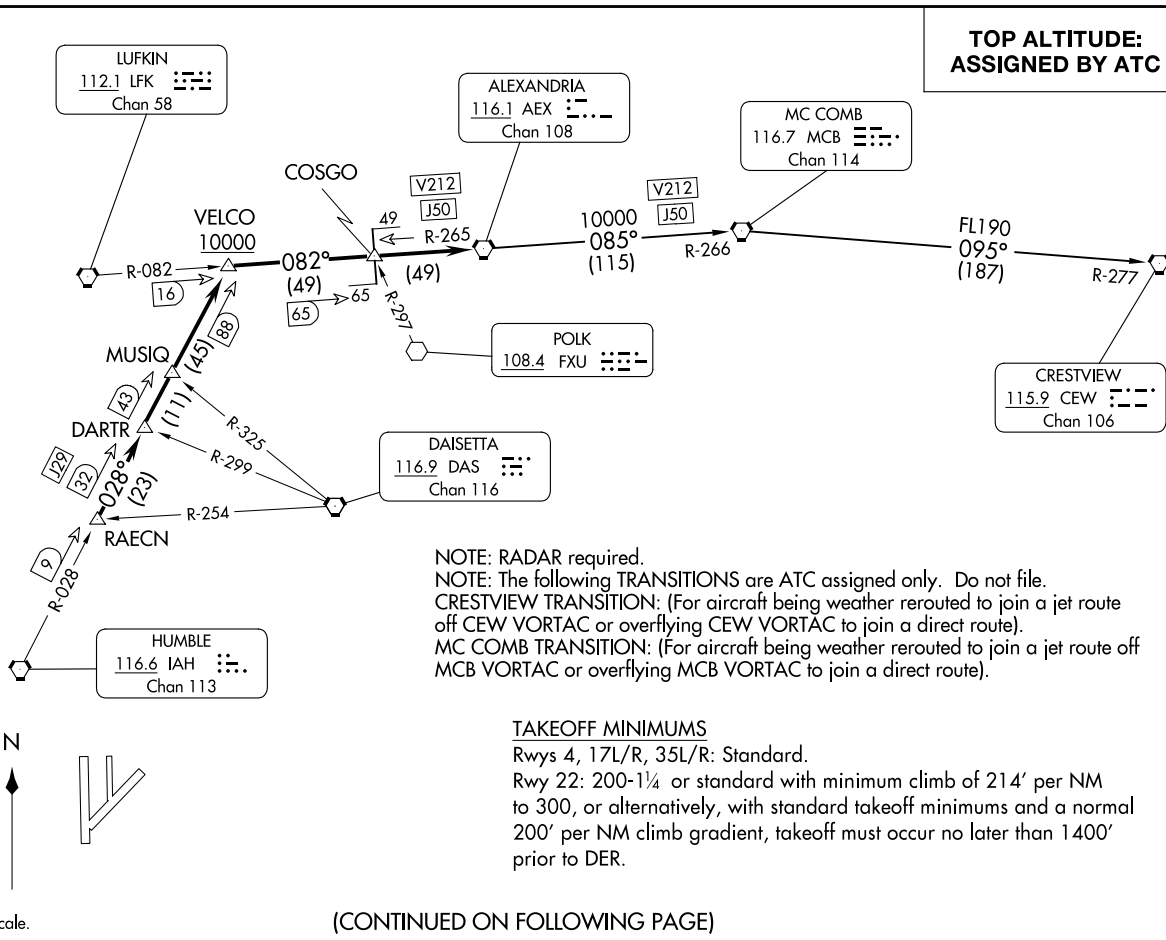 TOP ALTITUDE:
ASSIGNED BY ATC
LUFKIN
112.1 LFK
Chan 58
ALEXANDRIA
116.1 AEX
Chan 108
MC COMB
116.7 MCB
Chan 114
COSGO
V212
J50
49
R-265
VELCO
10000
R-082
16
082°
(49)
65
65
(49)
R-297
10000
085°
(115)
V212
J50
R-266
FL190
095°
(187)
R-277
POLK
108.4 FXU
CRESTVIEW
115.9 CEW
Chan 106
88
(45)
MUSIQ
43
(11)
DARTR
R-325
R-299
DAISETTA
116.9 DAS
Chan 116
J29
32
028°
(23)
R-254
RAECN
9
R-028
HUMBLE
116.6 IAH
Chan 113
NOTE: RADAR required.
NOTE: The following TRANSITIONS are ATC assigned only. Do not file.
CRESTVIEW TRANSITION: (For aircraft being weather rerouted to join a jet route
off CEW VORTAC or overflying CEW VORTAC to join a direct route).
MC COMB TRANSITION: (For aircraft being weather rerouted to join a jet route off
MCB VORTAC or overflying MCB VORTAC to join a direct route).
TAKEOFF MINIMUMS
Rwys 4, 17L/R, 35L/R: Standard.
Rwy 22: 200-1¼ or standard with minimum climb of 214' per NM
to 300, or alternatively, with standard takeoff minimums and a normal
200' per NM climb gradient, takeoff must occur no later than 1400'
prior to DER.
N
cale.
(CONTINUED ON FOLLOWING PAGE)